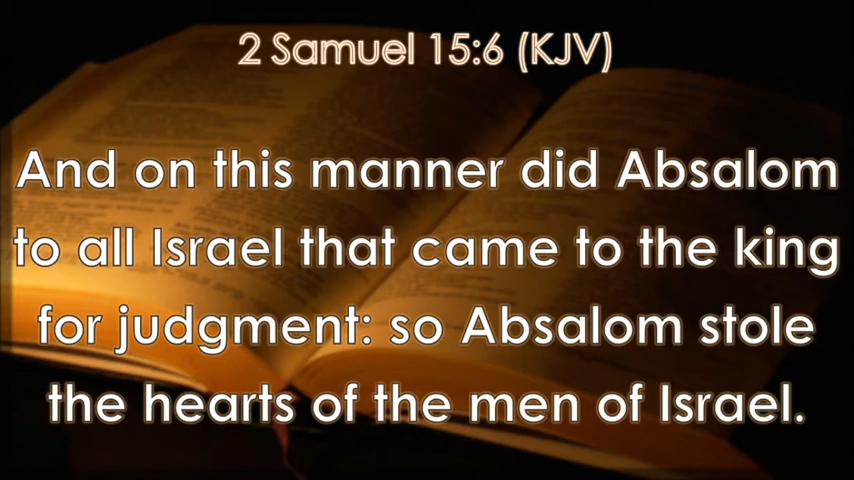 2 Samuel 15:6 (KJV)
And on this manner did Absalom
to all Israel that came to the king
for judgment: so Absalom stole
the hearts of the men of Israel.